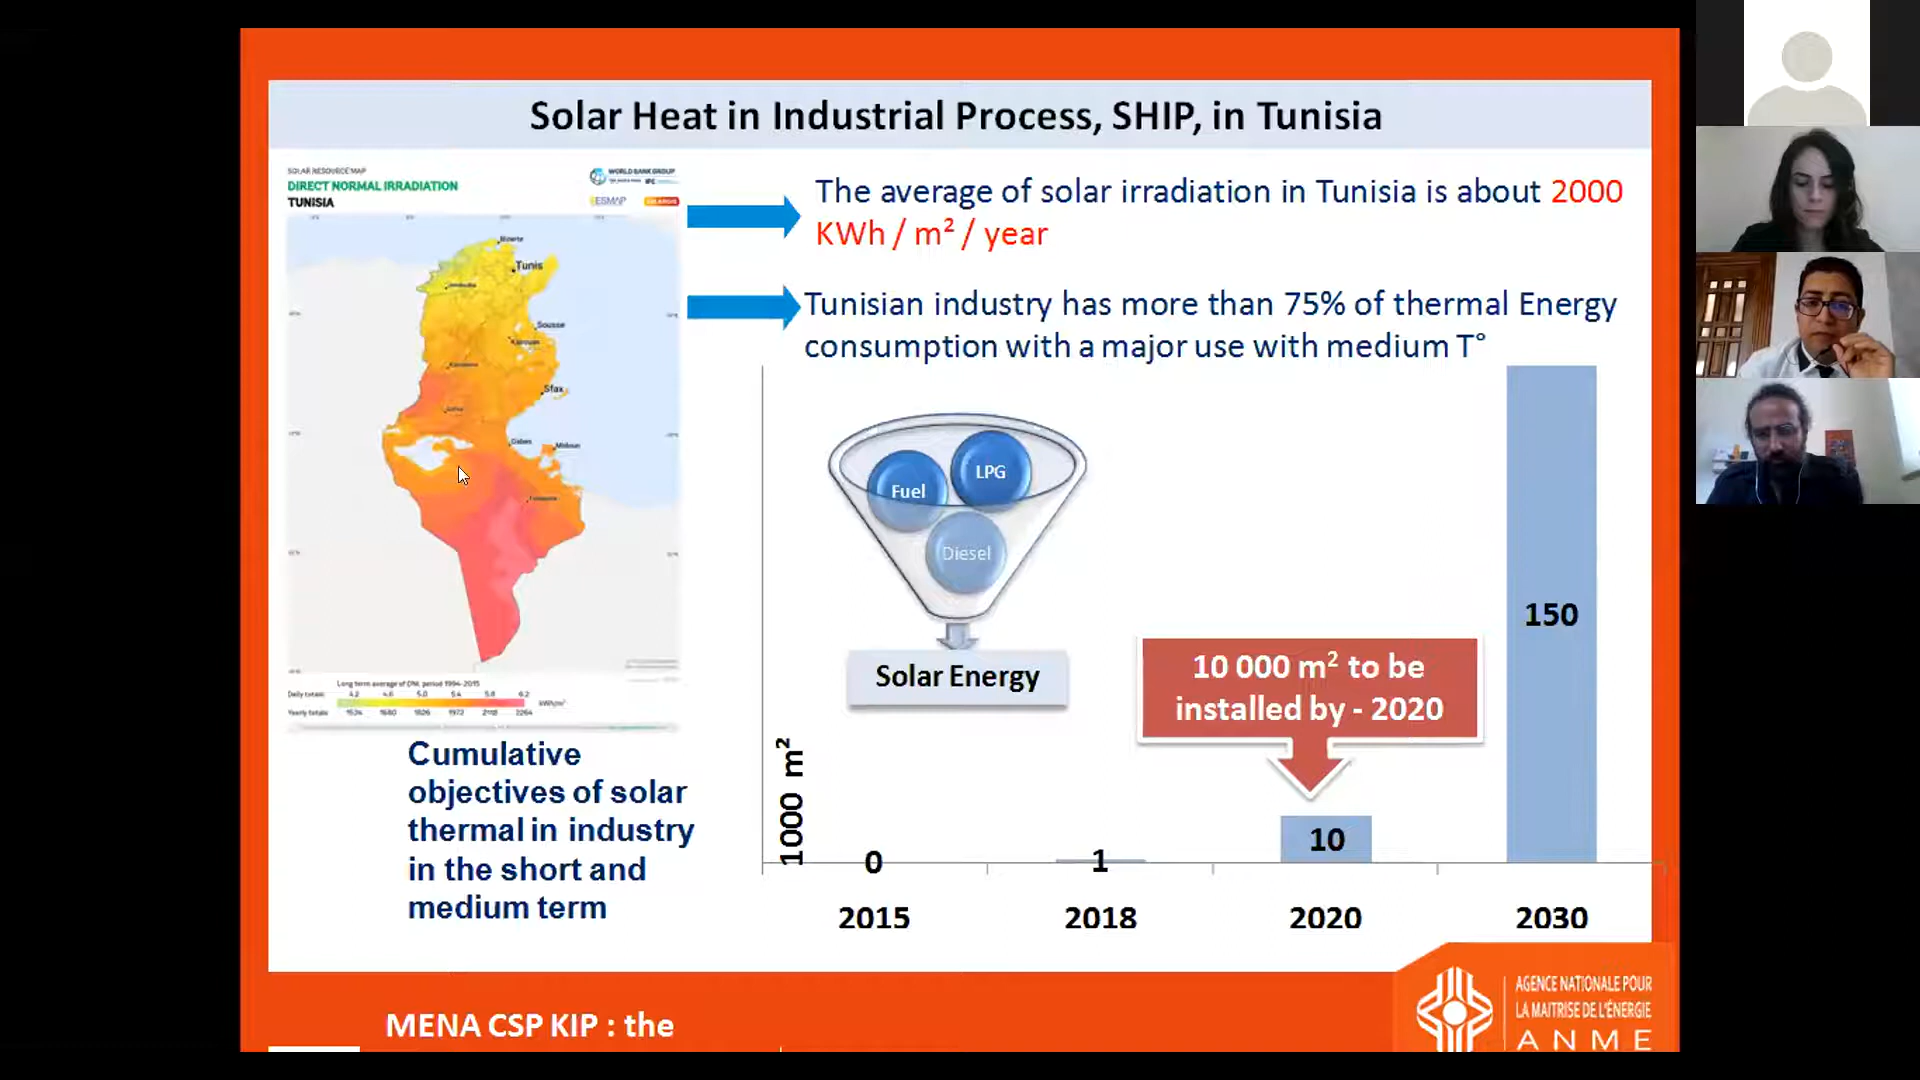 Solar Heat in Industrial Process, SHIP, in Tunisia
SOLAR RESOURCE MAP
DIRECT NORMAL IRRADIATION
TUNISIA
WORLD BANK GROUP
IFC
ESMAP
SOLARGIS
Bizerte
Tunis
Jendouba
Sousse
Kairouan
Kasserine
Sfax
Gafsa
Gabes
Midoun
Tataouine
Long term average of DNI, period 1994-2015
Daily totals: 4.2 4.6 5.0 5.4 5.8 6.2
kWh/m²
Yearly totals: 1534 1680 1826 1972 2118 2264
The average of solar irradiation in Tunisia is about 2000
KWh / m² / year
Tunisian industry has more than 75% of thermal Energy
consumption with a major use with medium T°
Fuel
LPG
Diesel
Solar Energy
10 000 m² to be
installed by - 2020
Cumulative
objectives of solar
thermal in industry
in the short and
medium term
1000 m²
0
1
10
150
2015
2018
2020
2030
MENA CSP KIP : the
AGENCE NATIONALE POUR
LA MAITRISE DE L'ÉNERGIE
ANME